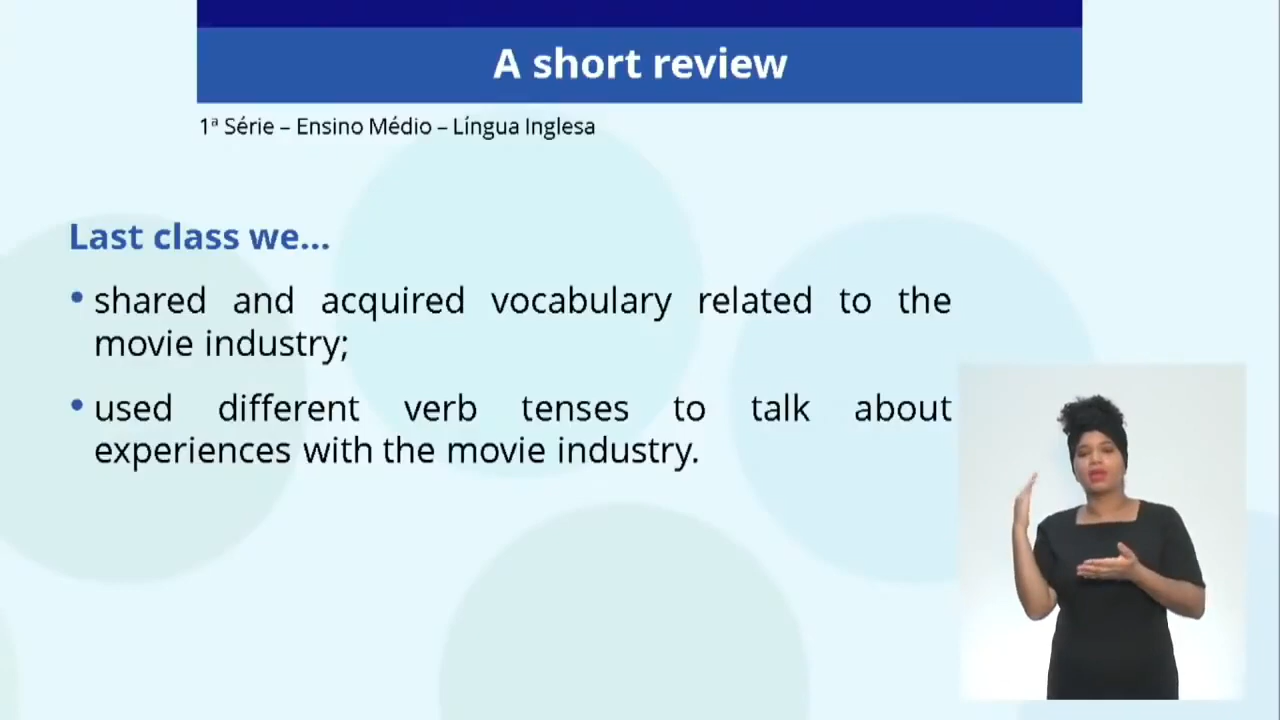 A short review
1ª Série – Ensino Médio – Língua Inglesa
Last class we...
• shared and acquired vocabulary related to the
movie industry;
• used different verb tenses to talk about
experiences with the movie industry.